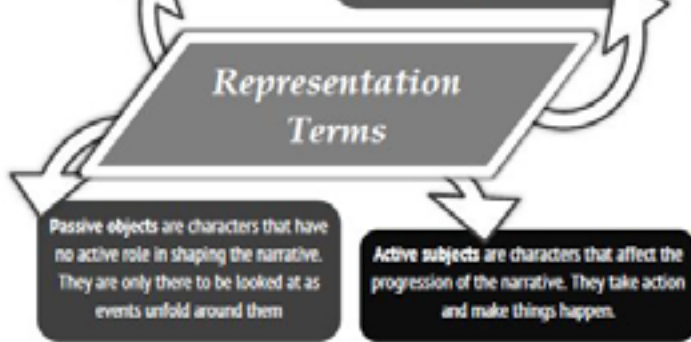 Representation
Terms
Passive objects are characters that have
no active role in shaping the narrative.
They are only there to be looked at as
events unfold around them
Active subjects are characters that affect the
progression of the narrative. They take action
and make things happen.